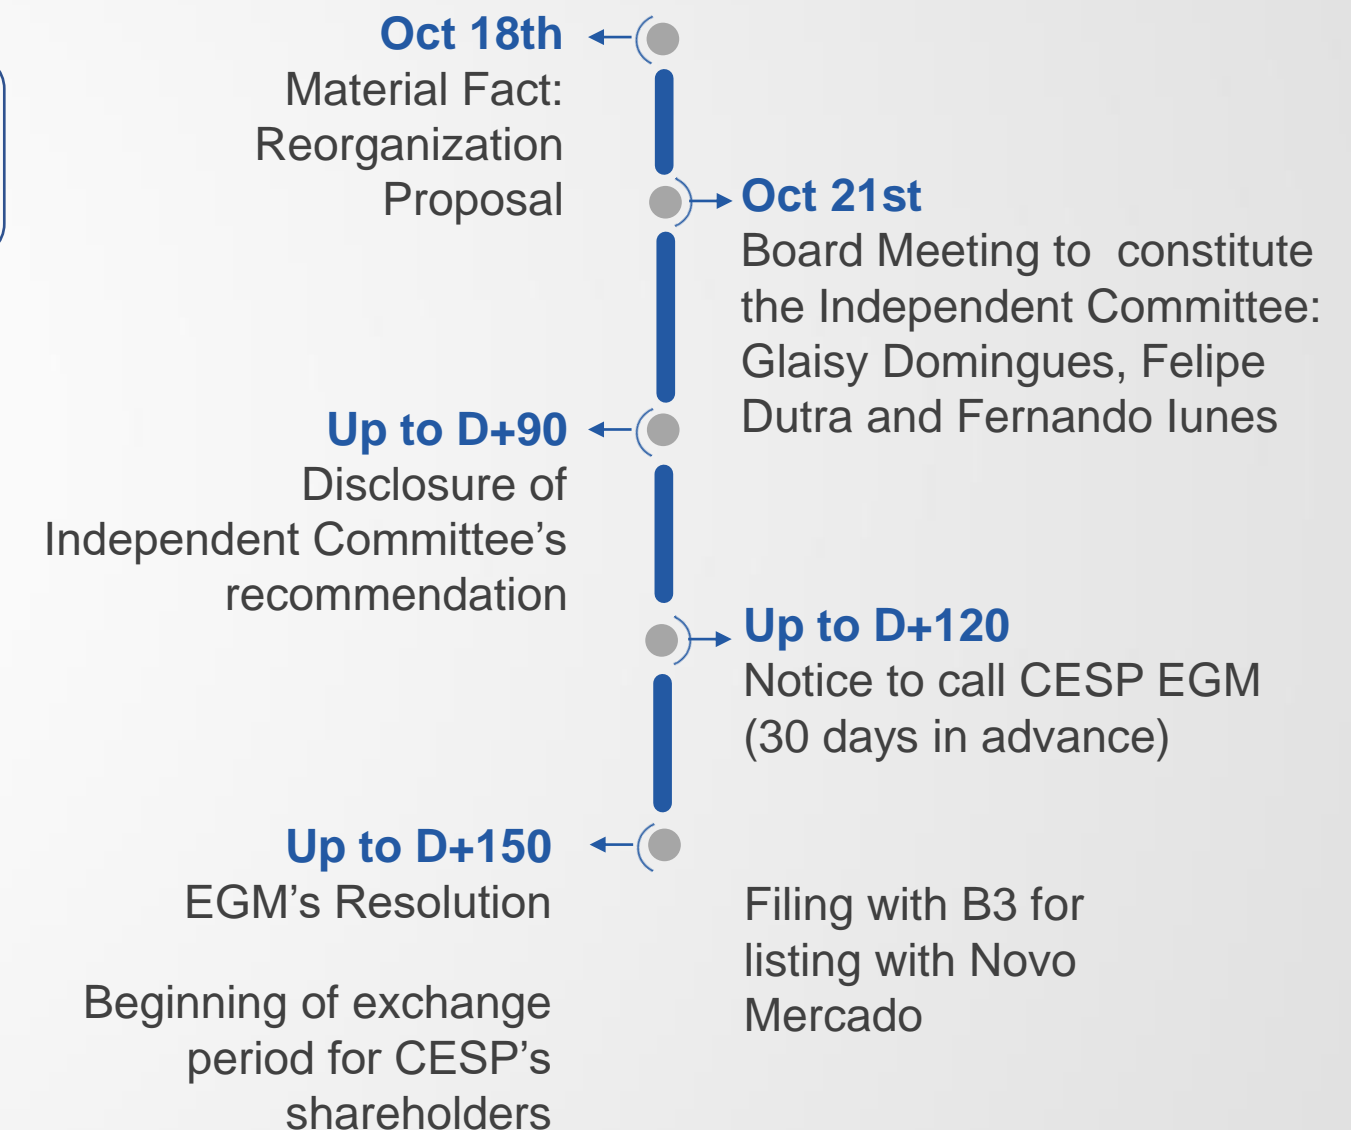 Oct 18th
Material Fact:
Reorganization
Proposal
Oct 21st
Board Meeting to  constitute
the Independent Committee:
Glaisy Domingues, Felipe
Dutra and Fernando Iunes
Up to D+90
Disclosure of
Independent Committee’s
recommendation
Up to D+120
Notice to call CESP EGM
(30 days in advance)
Up to D+150
EGM’s Resolution
Beginning of exchange
period for CESP’s
shareholders
Filing with B3 for
listing with Novo
Mercado